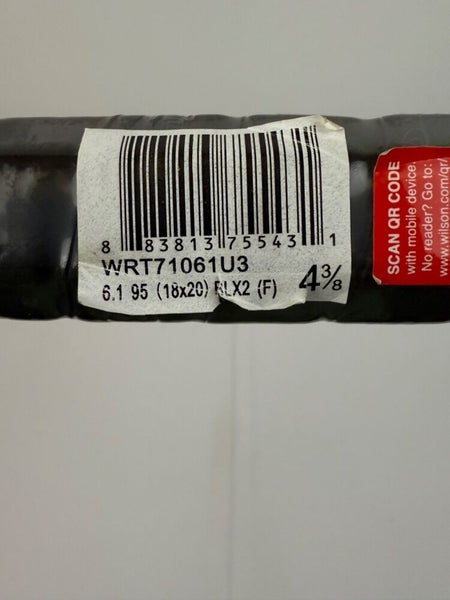 8 83813 75543 1
WRT71061U3
6.1 95 (18x20) BLX2 (F)
4 3/8
SCAN QR CODE
with mobile device.
No reader? Go to:
www.wilson.com/qr/